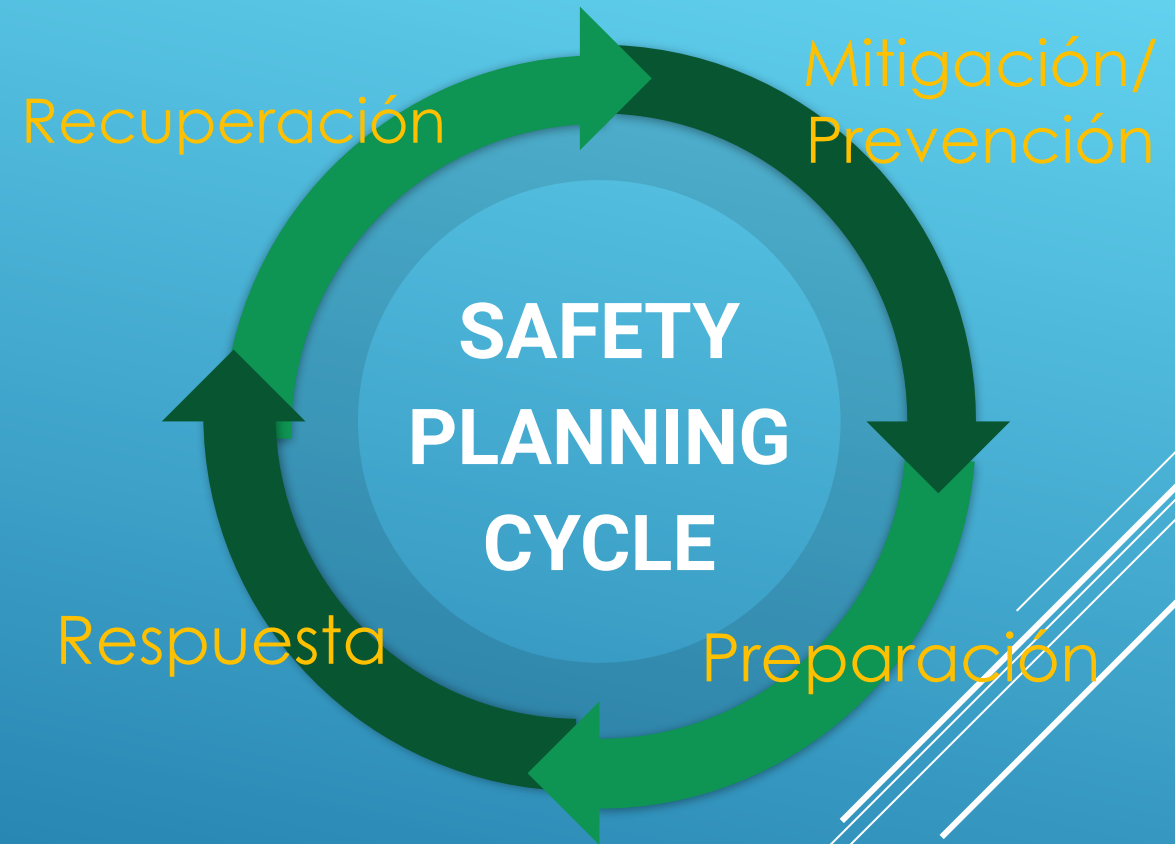 Recuperación
Mitigación/
Prevención
SAFETY
PLANNING
CYCLE
Respuesta
Preparación